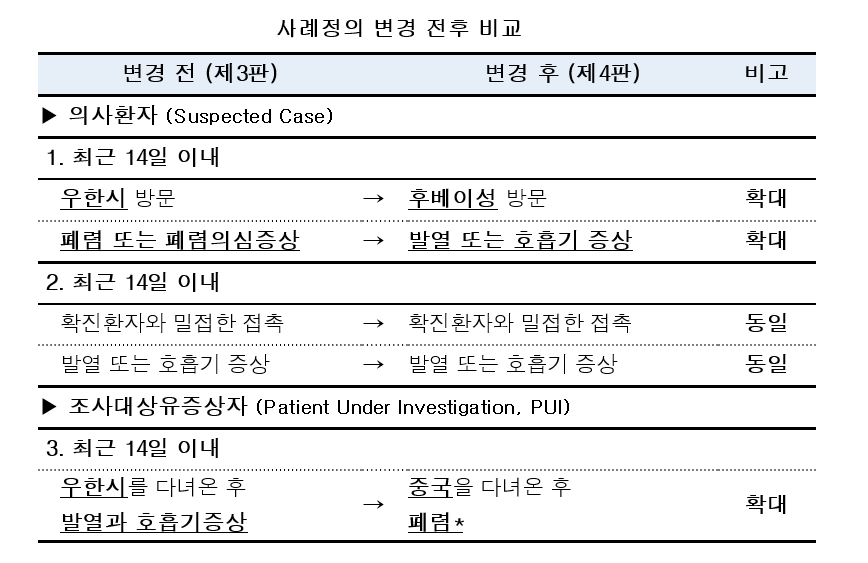 사례정의 변경 전후 비교
변경 전 (제3판) 변경 후 (제4판) 비고
▶ 의사환자 (Suspected Case)
1. 최근 14일 이내
우한시 방문 → 후베이성 방문 확대
폐렴 또는 폐렴의심증상 → 발열 또는 호흡기 증상 확대
2. 최근 14일 이내
확진환자와 밀접한 접촉 → 확진환자와 밀접한 접촉 동일
발열 또는 호흡기 증상 → 발열 또는 호흡기 증상 동일
▶ 조사대상유증상자 (Patient Under Investigation, PUI)
3. 최근 14일 이내
우한시를 다녀온 후 → 중국을 다녀온 후 확대
발열과 호흡기증상 폐렴*